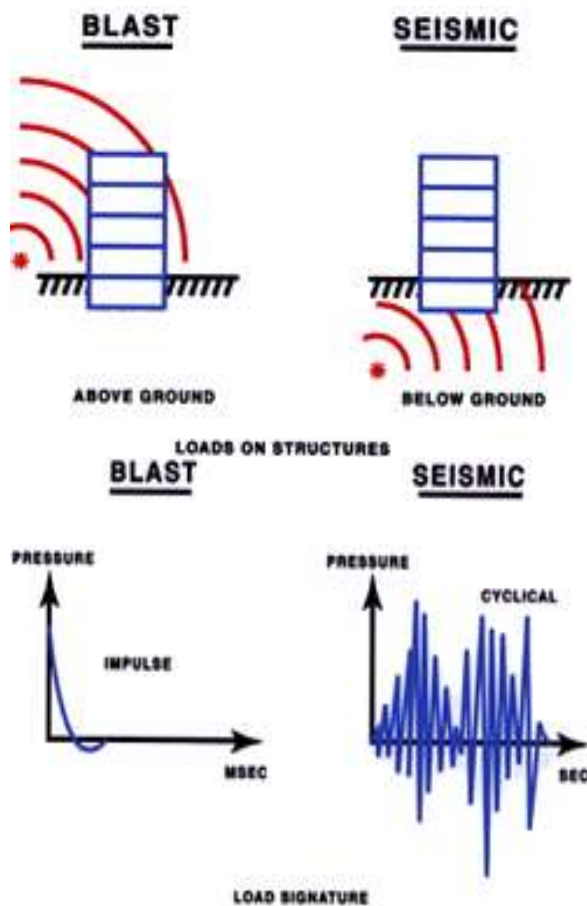 BLAST
SEISMIC
ABOVE GROUND
BELOW GROUND
LOADS ON STRUCTURES
BLAST
SEISMIC
PRESSURE
PRESSURE
CYCLICAL
IMPULSE
MSEC
SEC
LOAD SIGNATURE